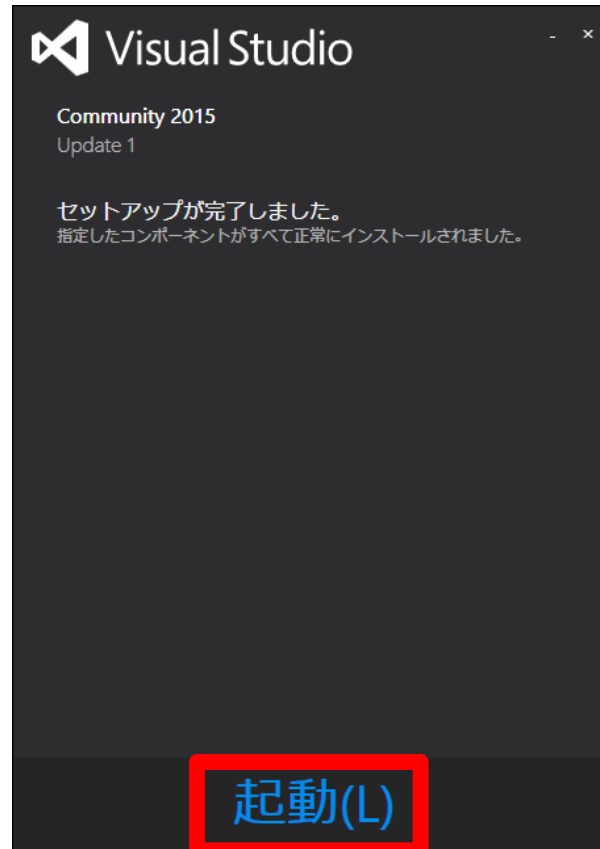 Visual Studio
Community 2015
Update 1
セットアップが完了しました。
指定したコンポーネントがすべて正常にインストールされました。
起動(L)